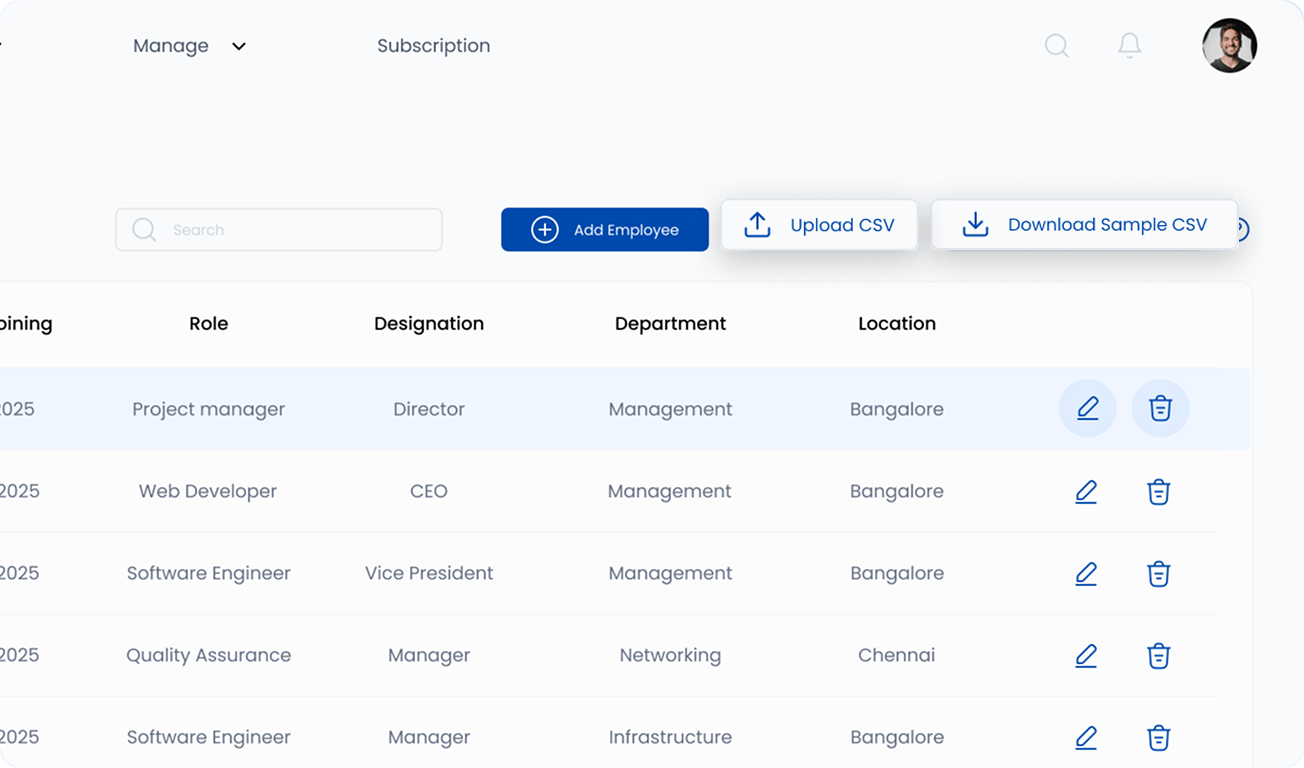 Manage Subscription
Search Add Employee Upload CSV Download Sample CSV
oining Role Designation Department Location
2025 Project manager Director Management Bangalore
2025 Web Developer CEO Management Bangalore
2025 Software Engineer Vice President Management Bangalore
2025 Quality Assurance Manager Networking Chennai
2025 Software Engineer Manager Infrastructure Bangalore